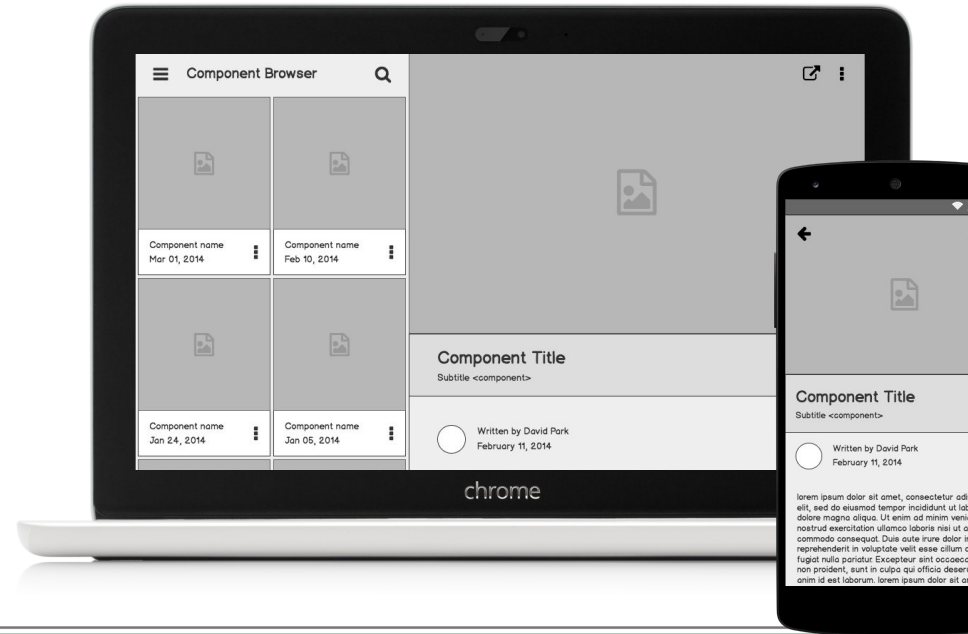 Component Browser
Component name
Mar 01, 2014
Component name
Feb 10, 2014
Component name
Jan 24, 2014
Component name
Jan 05, 2014
Component Title
Subtitle <component>
Written by David Park
February 11, 2014
chrome
Component Title
Subtitle <component>
Written by David Park
February 11, 2014
lorem ipsum dolor sit amet, consectetur
elit, sed do eiusmod tempor incididunt ut
dolore magna aliqua. Ut enim ad minim
nostrud exercitation ullamco laboris nisi ut
commodo consequat. Duis aute irure dolor
reprehenderit in voluptate velit esse cillum
fugiat nulla pariatur. Excepteur sint
non proident, sunt in culpa qui officia
anim id est laborum. lorem ipsum dolor sit